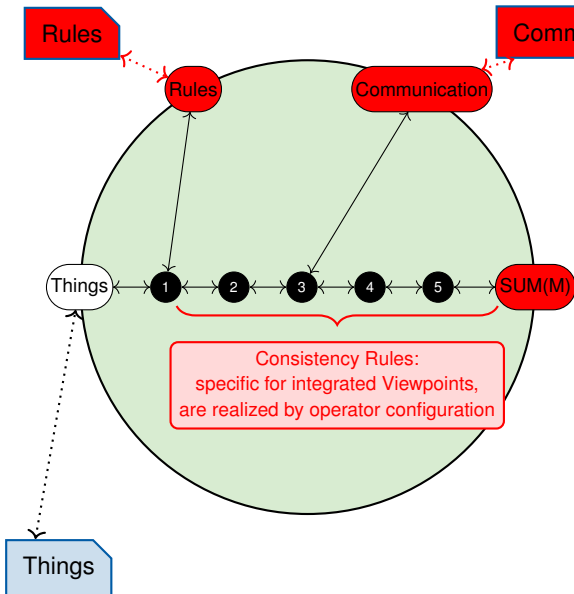 Rules
Comm
Rules
Communication
Things
1
2
3
4
5
SUM(M)
Consistency Rules:
specific for integrated Viewpoints,
are realized by operator configuration
Things